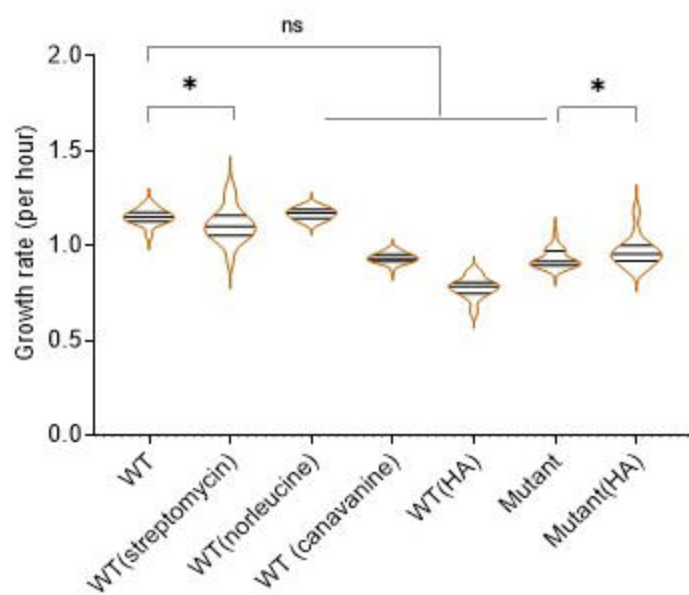 ns
2.0
*
*
1.5
1.0
0.5
0.0
Growth rate (per hour)
WT
WT(streptomycin)
WT(norleucine)
WT (canavanine)
WT(HA)
Mutant
Mutant(HA)